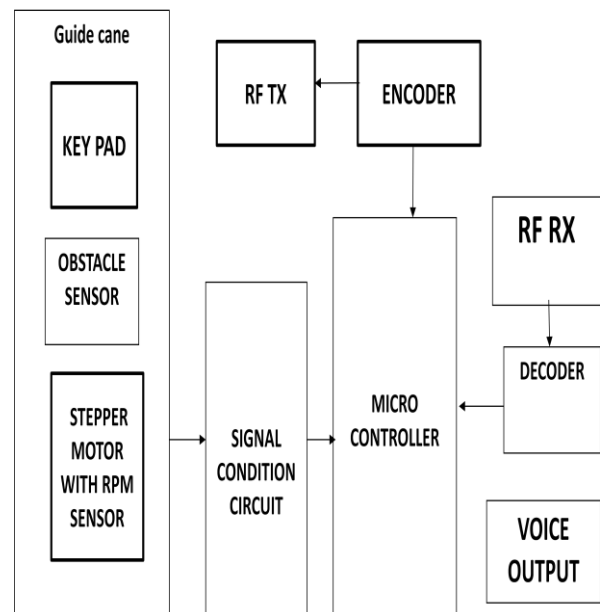 Guide cane
KEY PAD
OBSTACLE
SENSOR
STEPPER
MOTOR
WITH RPM
SENSOR
SIGNAL
CONDITION
CIRCUIT
RF TX
ENCODER
MICRO
CONTROLLER
RF RX
DECODER
VOICE
OUTPUT